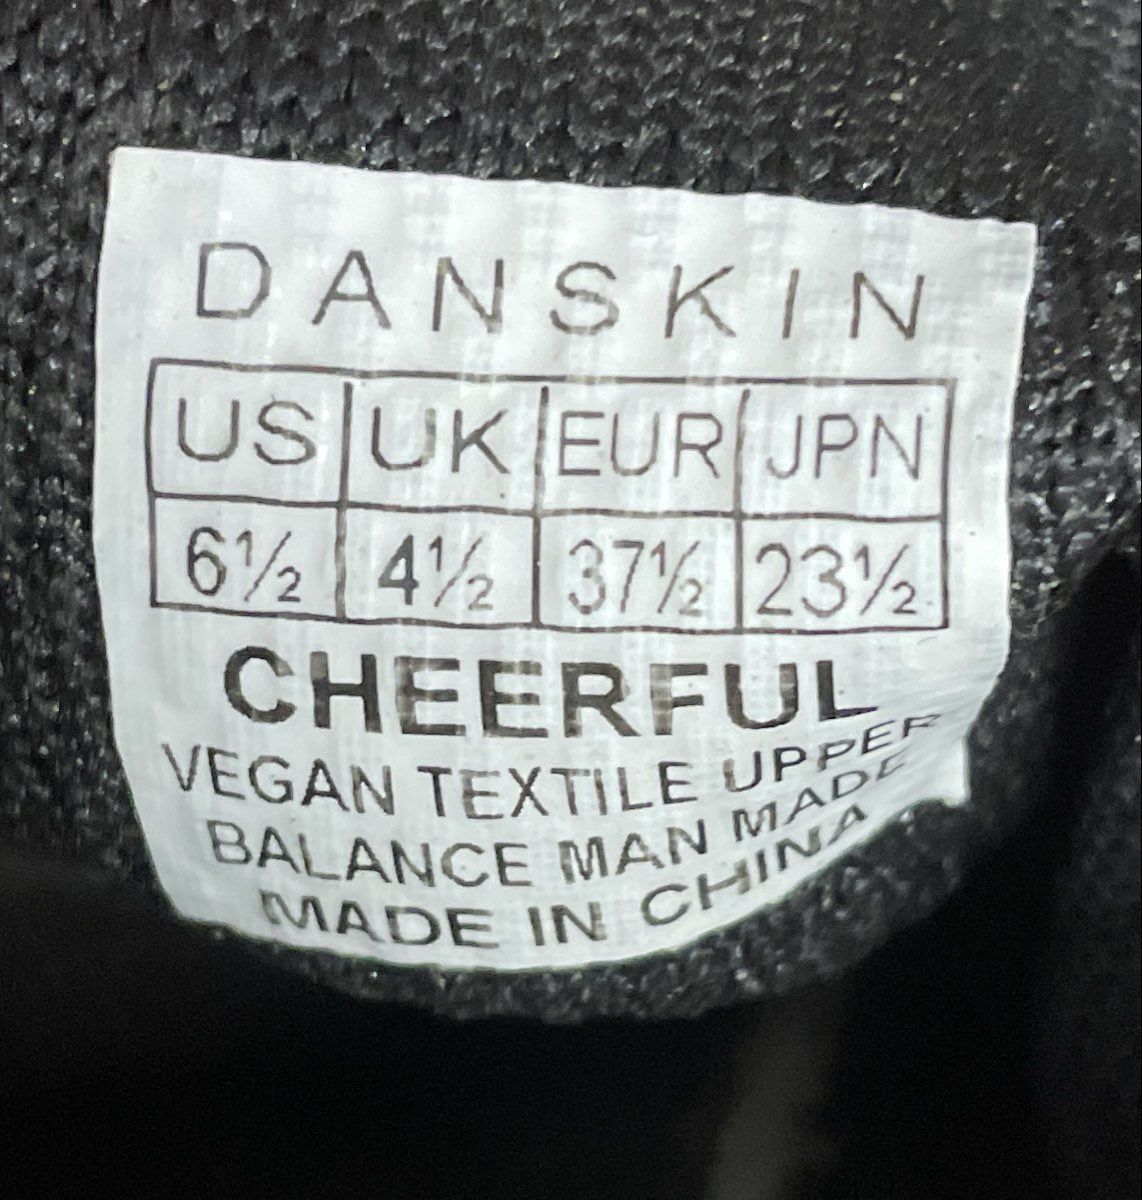 DANSKIN
US UK EUR JPN
6½ 4½ 37½ 23½
CHEERFUL
VEGAN TEXTILE UPPER
BALANCE MAN MADE
MADE IN CHINA